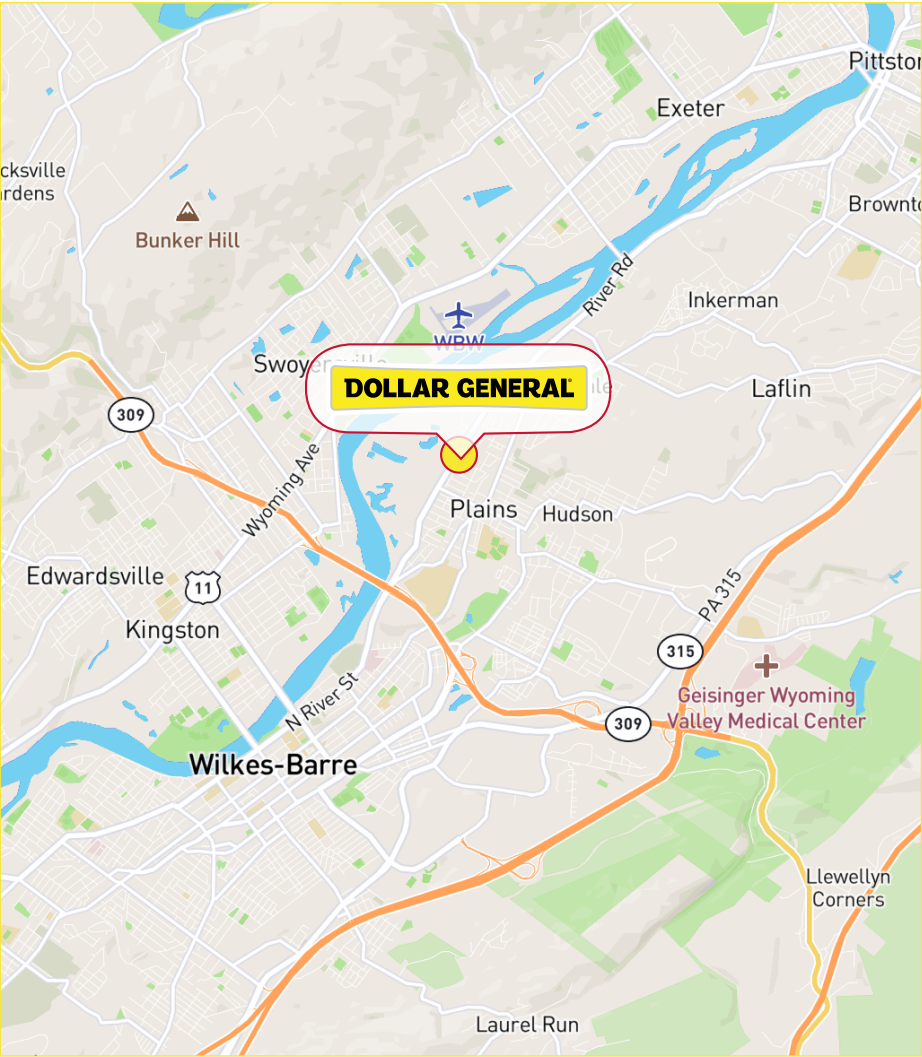 Pittston
Exeter
cksville
rdens
Brownto
Bunker Hill
River Rd
Inkerman
WBW
Swoyersville
DOLLAR GENERAL
Laflin
309
Wyoming Ave
Plains
Hudson
Edwardsville
11
PA 315
Kingston
315
Geisinger Wyoming
Valley Medical Center
N River St
309
Wilkes-Barre
Llewellyn
Corners
Laurel Run